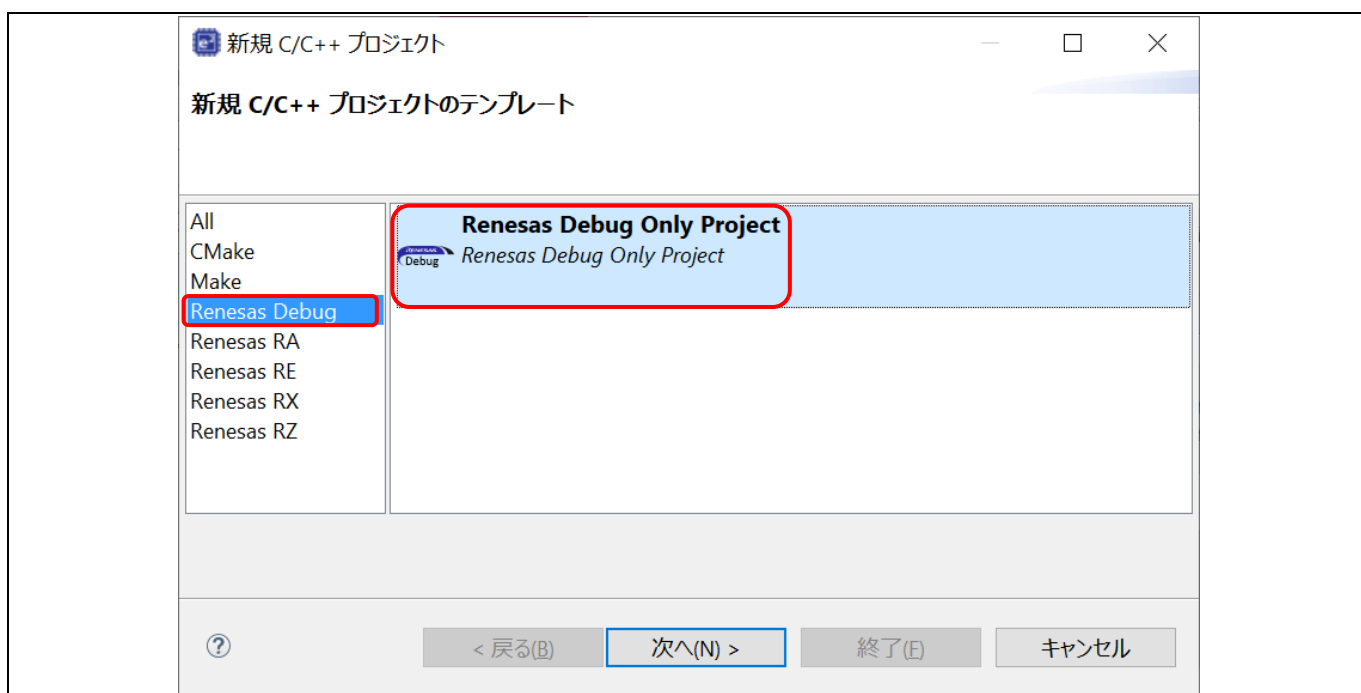 新規 C/C++ プロジェクト
新規 C/C++ プロジェクトのテンプレート
All
CMake
Make
Renesas Debug
Renesas RA
Renesas RE
Renesas RX
Renesas RZ
Renesas Debug Only Project
RENESAS
Debug
Renesas Debug Only Project
< 戻る(B)
次へ(N) >
終了(F)
キャンセル